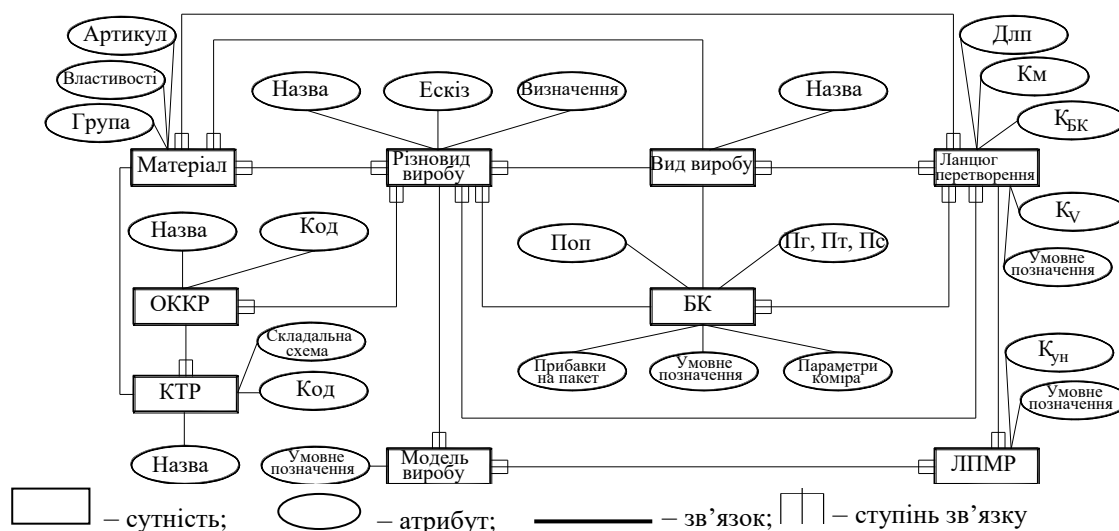 Артикул
Властивості
Група
Назва
Ескіз
Визначення
Назва
Длп
Км
КБК
Матеріал
Різновид
виробу
Вид виробу
Ланцюг
перетворення
Назва
Код
Поп
Пг, Пт, Пс
КV
Умовне
позначення
ОККР
БК
Складальна
схема
Прибавки
на пакет
Умовне
позначення
Параметри
коміра
Кун
КТР
Код
Умовне
позначення
Назва
Умовне
позначення
Модель
виробу
ЛПМР
– сутність;
– атрибут;
– зв’язок;
– ступінь зв’язку